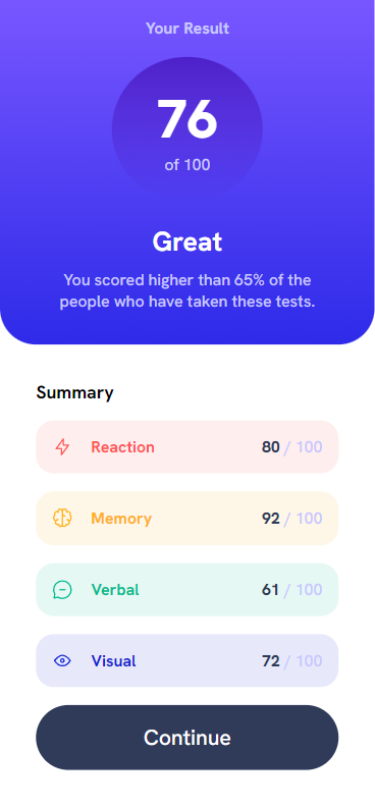 Your Result
76
of 100
Great
You scored higher than 65% of the
people who have taken these tests.
Summary
Reaction 80 / 100
Memory 92 / 100
Verbal 61 / 100
Visual 72 / 100
Continue